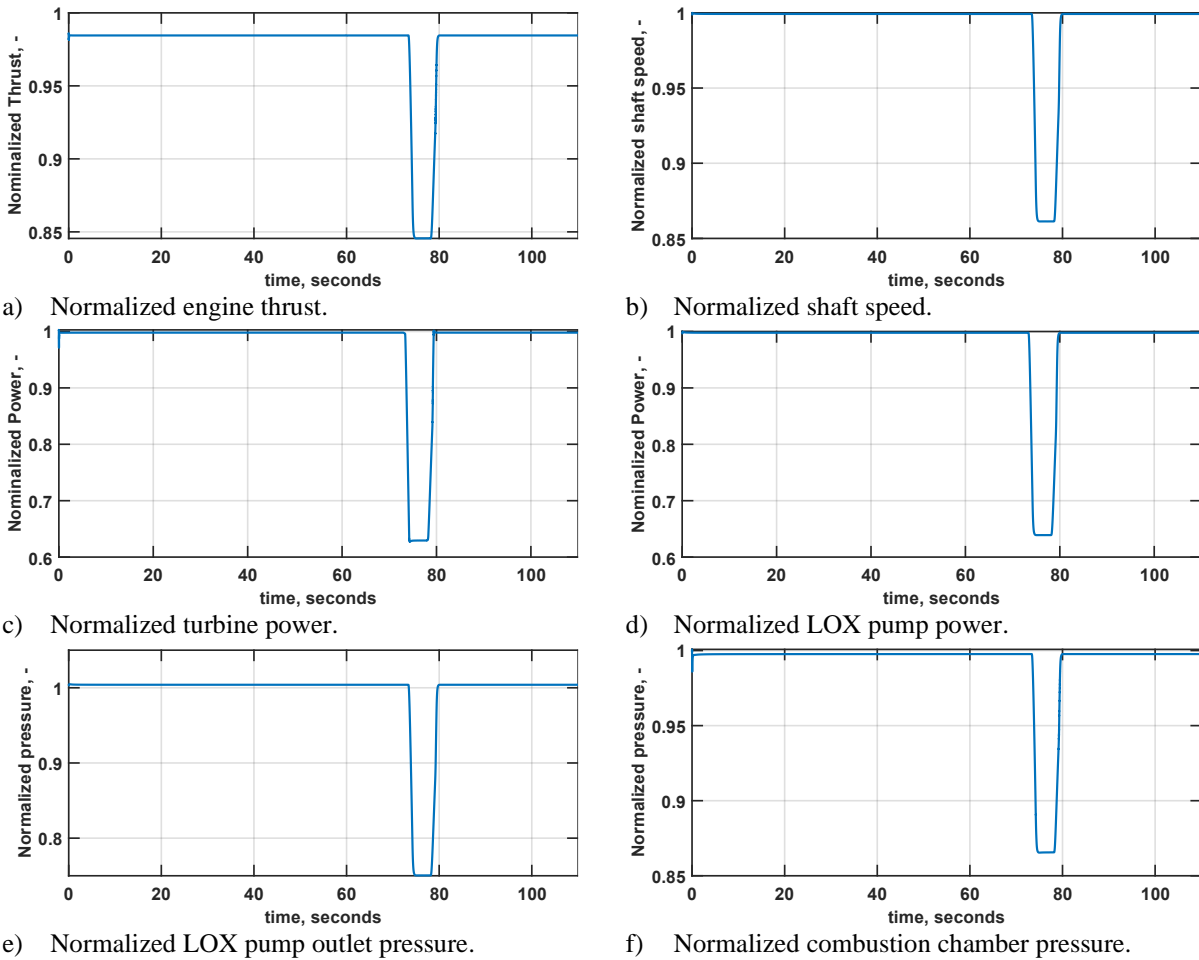 1
0.95
0.9
0.85
Nominalized Thrust, -
0 20 40 60 80 100
time, seconds
a) Normalized engine thrust.
1
0.95
0.9
0.85
Normalized shaft speed, -
0 20 40 60 80 100
time, seconds
b) Normalized shaft speed.
1
0.9
0.8
0.7
0.6
Nominalized Power, -
0 20 40 60 80 100
time, seconds
c) Normalized turbine power.
1
0.9
0.8
0.7
0.6
Nominalized Power, -
0 20 40 60 80 100
time, seconds
d) Normalized LOX pump power.
1
0.9
0.8
Normalized pressure, -
0 20 40 60 80 100
time, seconds
e) Normalized LOX pump outlet pressure.
1
0.95
0.9
0.85
Normalized pressure, -
0 20 40 60 80 100
time, seconds
f) Normalized combustion chamber pressure.